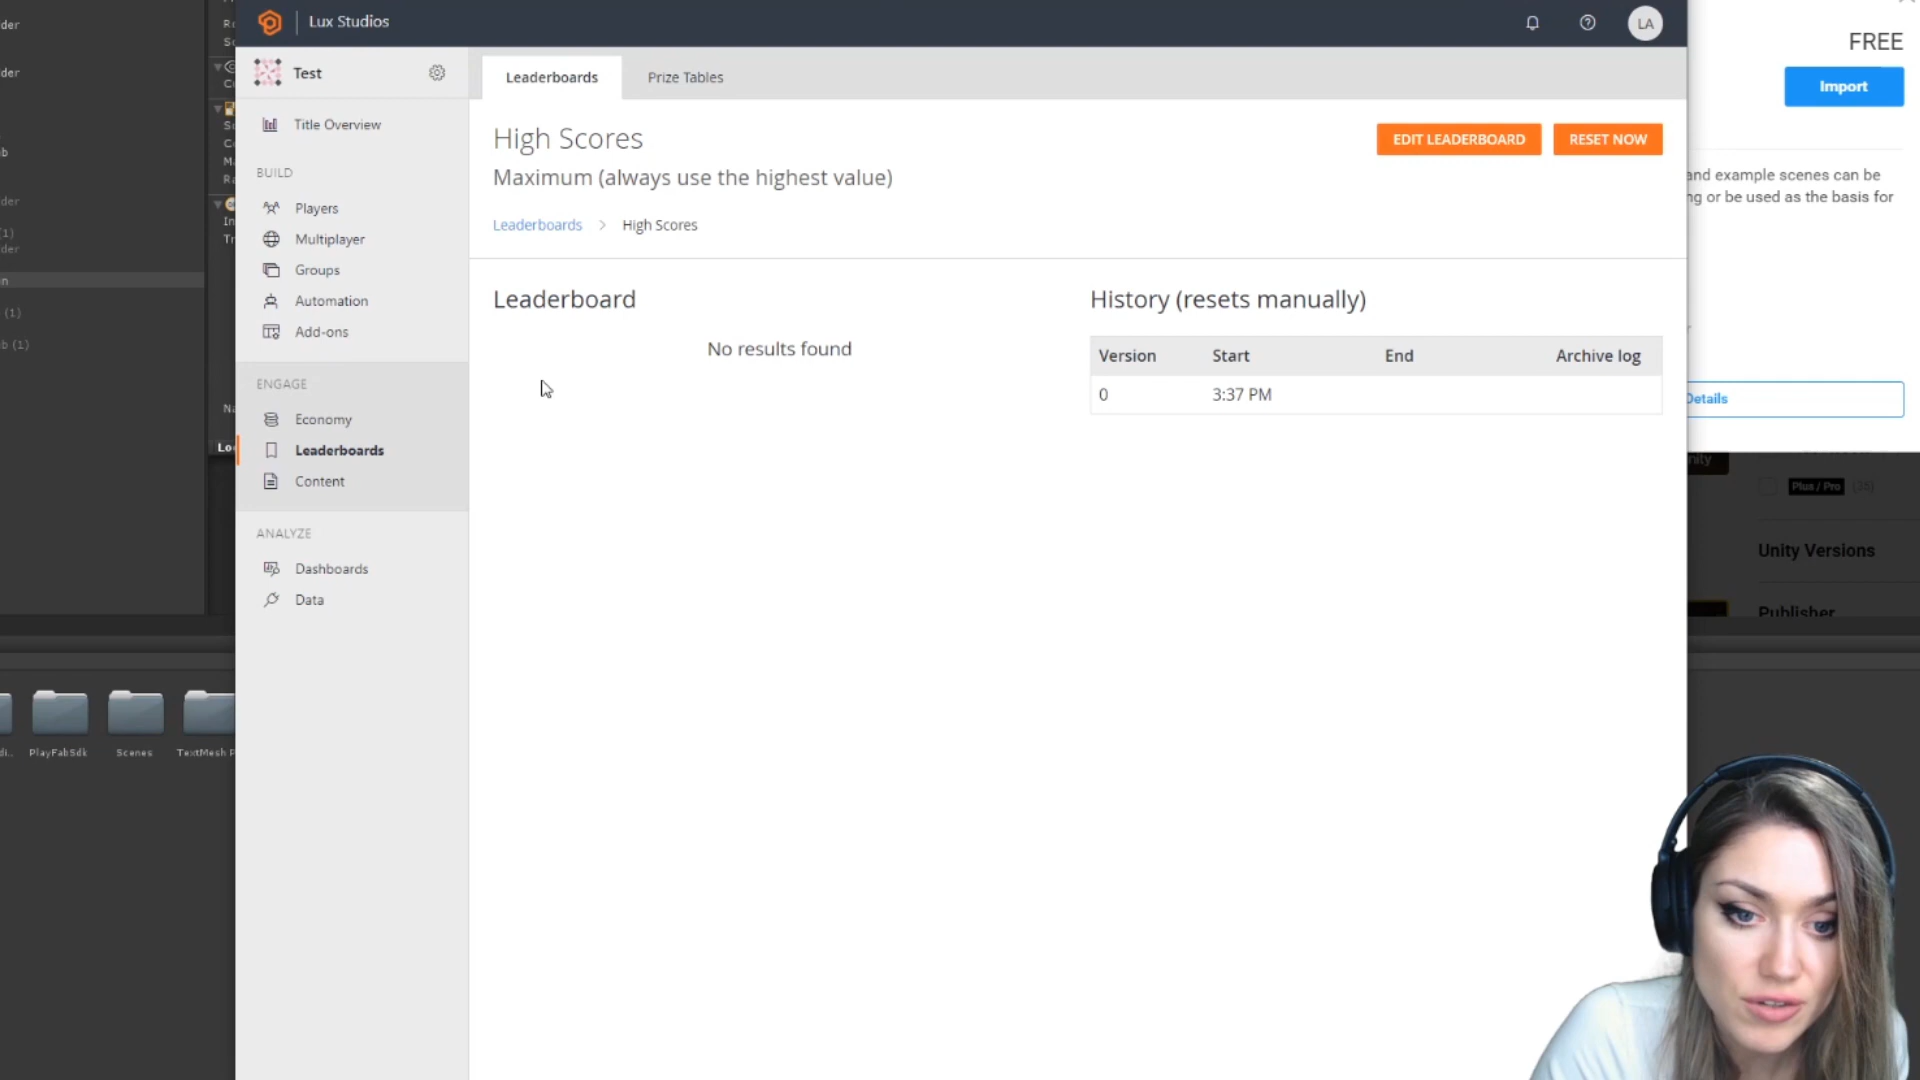 Lux Studios
LA
Test
Leaderboards
Prize Tables
Title Overview
High Scores
EDIT LEADERBOARD
RESET NOW
Maximum (always use the highest value)
BUILD
Players
Multiplayer
Groups
Automation
Add-ons
Leaderboards
High Scores
Leaderboard
No results found
History (resets manually)
Version
Start
End
Archive log
0
3:37 PM
ENGAGE
Economy
Leaderboards
Content
ANALYZE
Dashboards
Data
FREE
Import
and example scenes can be
or be used as the basis for
Details
Plus / Pro
Unity Versions
Publisher
(1)
(1)
PlayFabSdk
Scenes
TextMesh P